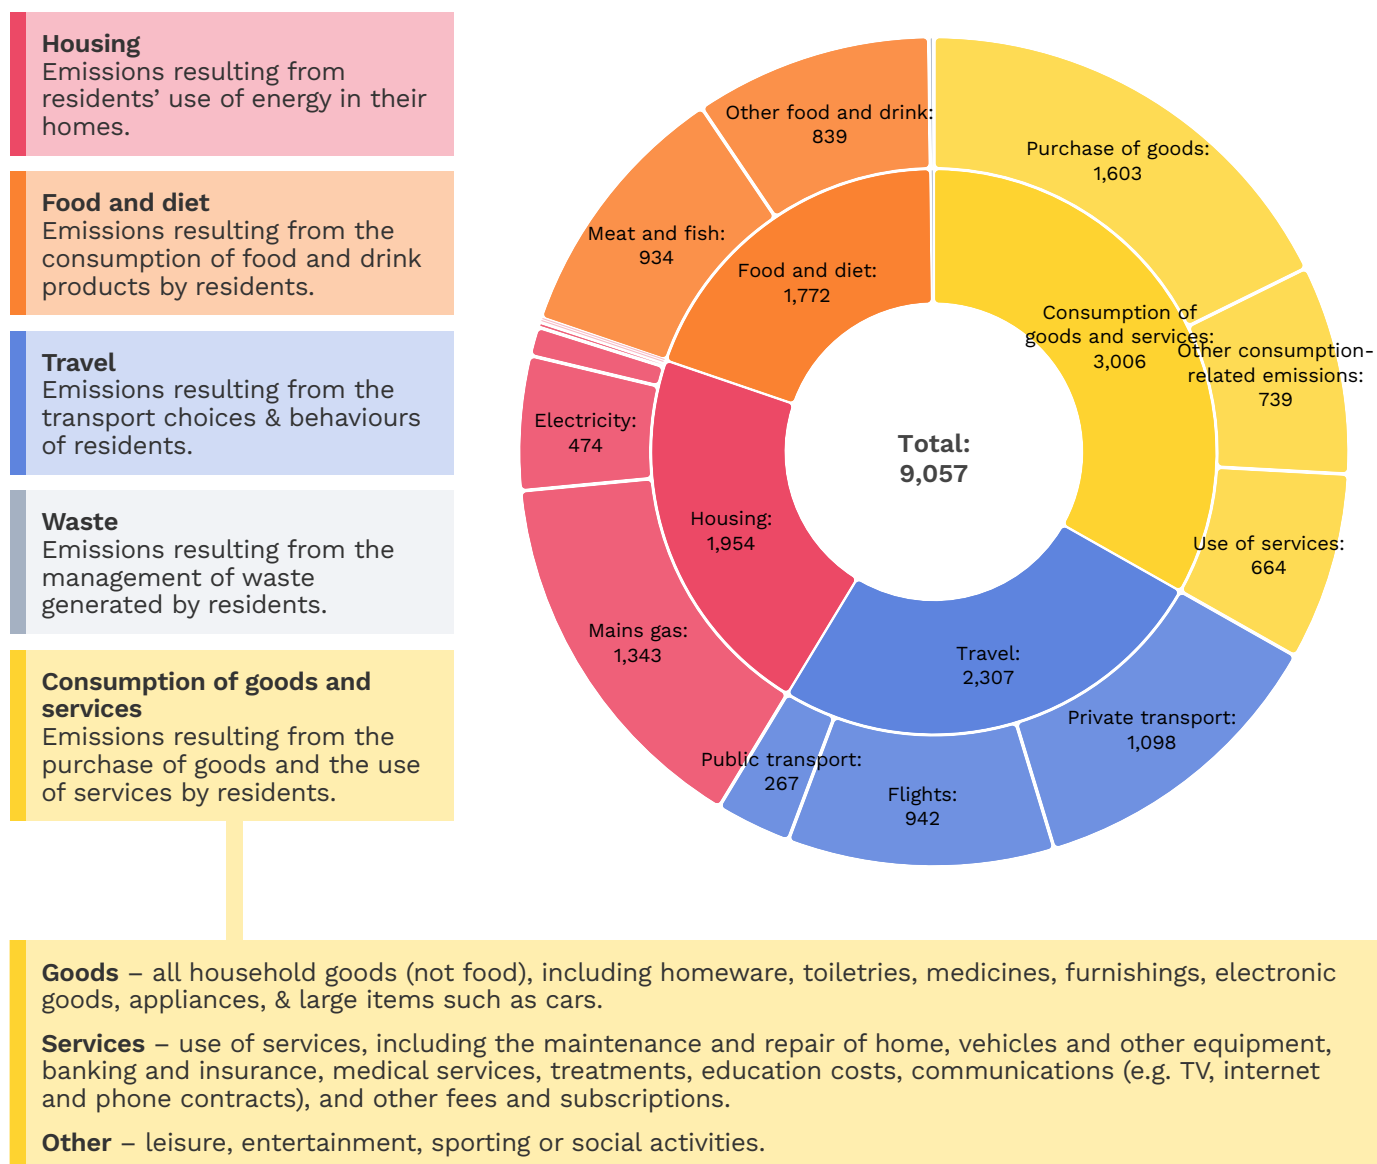 Housing
Emissions resulting from
residents’ use of energy in their
homes.
Food and diet
Emissions resulting from the
consumption of food and drink
products by residents.
Travel
Emissions resulting from the
transport choices & behaviours
of residents.
Waste
Emissions resulting from the
management of waste
generated by residents.
Consumption of goods and
services
Emissions resulting from the
purchase of goods and the use
of services by residents.
Other food and drink:
839
Purchase of goods:
1,603
Meat and fish:
934
Food and diet:
1,772
Consumption of
goods and services:
3,006
Other consumption-
related emissions:
739
Electricity:
474
Total:
9,057
Housing:
1,954
Use of services:
664
Mains gas:
1,343
Travel:
2,307
Private transport:
1,098
Public transport:
267
Flights:
942
Goods – all household goods (not food), including homeware, toiletries, medicines, furnishings, electronic
goods, appliances, & large items such as cars.
Services – use of services, including the maintenance and repair of home, vehicles and other equipment,
banking and insurance, medical services, treatments, education costs, communications (e.g. TV, internet
and phone contracts), and other fees and subscriptions.
Other – leisure, entertainment, sporting or social activities.